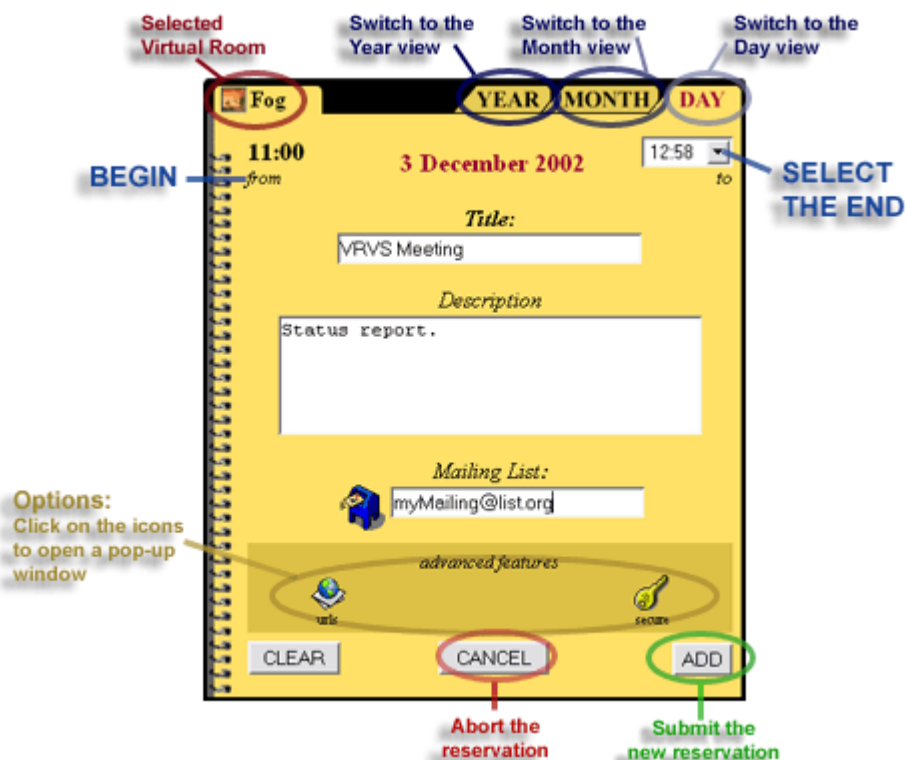 Selected
Virtual Room
Switch to the
Year view
Switch to the
Month view
Switch to the
Day view
Fog
YEAR
MONTH
DAY
11:00
from
BEGIN
3 December 2002
12:58
to
SELECT
THE END
Title:
VRVS Meeting
Description
Status report.
Mailing List:
myMailing@list.org
Options:
Click on the icons
to open a pop-up
window
advanced features
urls
secure
CLEAR
CANCEL
ADD
Abort the
reservation
Submit the
new reservation